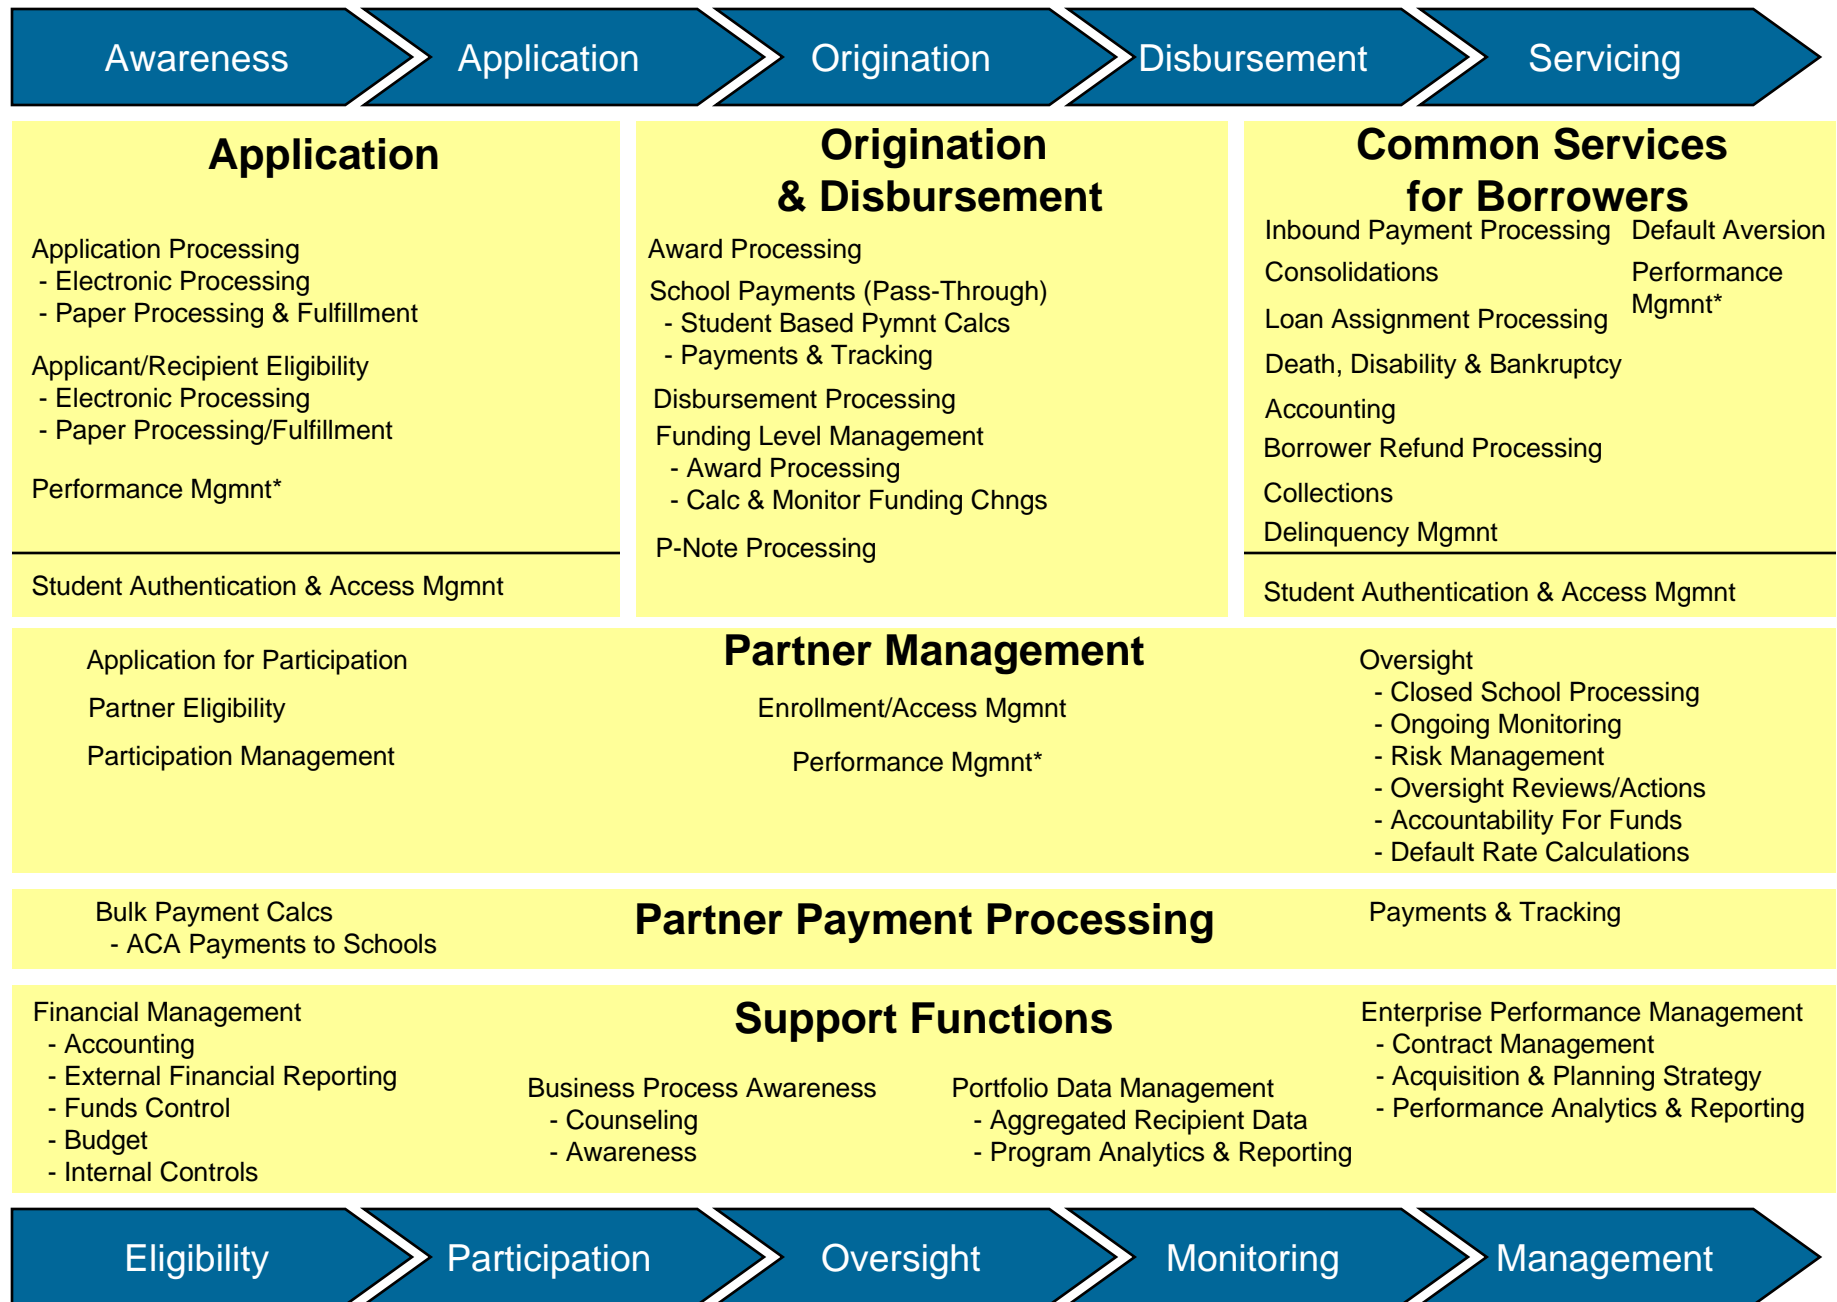 Awareness
Application
Origination
Disbursement
Servicing
Application
Application Processing
- Electronic Processing
- Paper Processing & Fulfillment
Applicant/Recipient Eligibility
- Electronic Processing
- Paper Processing/Fulfillment
Performance Mgmnt*
Student Authentication & Access Mgmnt
Origination
& Disbursement
Award Processing
School Payments (Pass-Through)
- Student Based Pymnt Calcs
- Payments & Tracking
Disbursement Processing
Funding Level Management
- Award Processing
- Calc & Monitor Funding Chngs
P-Note Processing
Common Services
for Borrowers
Inbound Payment Processing
Consolidations
Loan Assignment Processing
Death, Disability & Bankruptcy
Accounting
Borrower Refund Processing
Collections
Delinquency Mgmnt
Default Aversion
Performance
Mgmnt*
Student Authentication & Access Mgmnt
Partner Management
Application for Participation
Partner Eligibility
Participation Management
Enrollment/Access Mgmnt
Performance Mgmnt*
Oversight
- Closed School Processing
- Ongoing Monitoring
- Risk Management
- Oversight Reviews/Actions
- Accountability For Funds
- Default Rate Calculations
Partner Payment Processing
Bulk Payment Calcs
- ACA Payments to Schools
Payments & Tracking
Support Functions
Financial Management
- Accounting
- External Financial Reporting
- Funds Control
- Budget
- Internal Controls
Business Process Awareness
- Counseling
- Awareness
Portfolio Data Management
- Aggregated Recipient Data
- Program Analytics & Reporting
Enterprise Performance Management
- Contract Management
- Acquisition & Planning Strategy
- Performance Analytics & Reporting
Eligibility
Participation
Oversight
Monitoring
Management